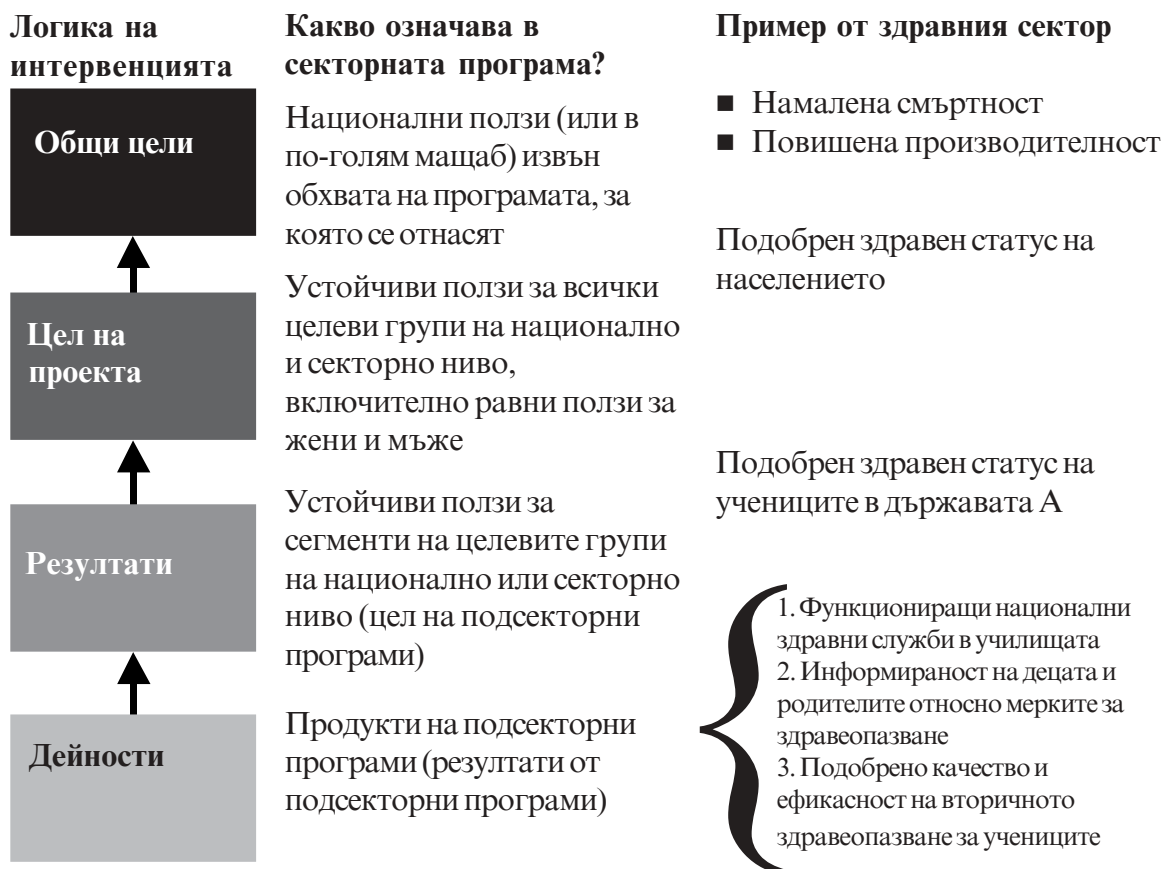 Логика на
интервенцията
Какво означава в
секторната програма?
Пример от здравния сектор
Общи цели
Национални ползи (или в
по-голям мащаб) извън
обхвата на програмата, за
която се отнасят
■ Намалена смъртност
■ Повишена производителност
Цел на
проекта
Устойчиви ползи за всички
целеви групи на национално
и секторно ниво,
включително равни ползи за
жени и мъже
Подобрен здравен статус на
населението
Резултати
Устойчиви ползи за
сегменти на целевите групи
на национално или секторно
ниво (цел на подсекторни
програми)
Подобрен здравен статус на
учениците в държавата А
Дейности
Продукти на подсекторни
програми (резултати от
подсекторни програми)
1. Функциониращи национални
здравни служби в училищата
2. Информираност на децата и
родителите относно мерките за
здравеопазване
3. Подобрено качество и
ефикасност на вторичното
здравеопазване за учениците